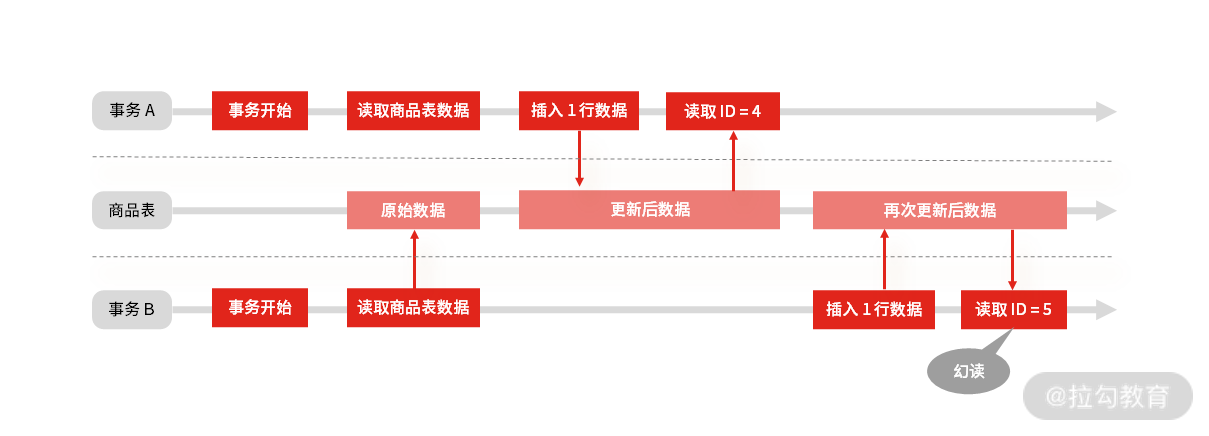 事务 A
事务开始
读取商品表数据
插入 1 行数据
读取 ID = 4
商品表
原始数据
更新后数据
再次更新后数据
事务 B
事务开始
读取商品表数据
插入 1 行数据
读取 ID = 5
幻读
@拉勾教育